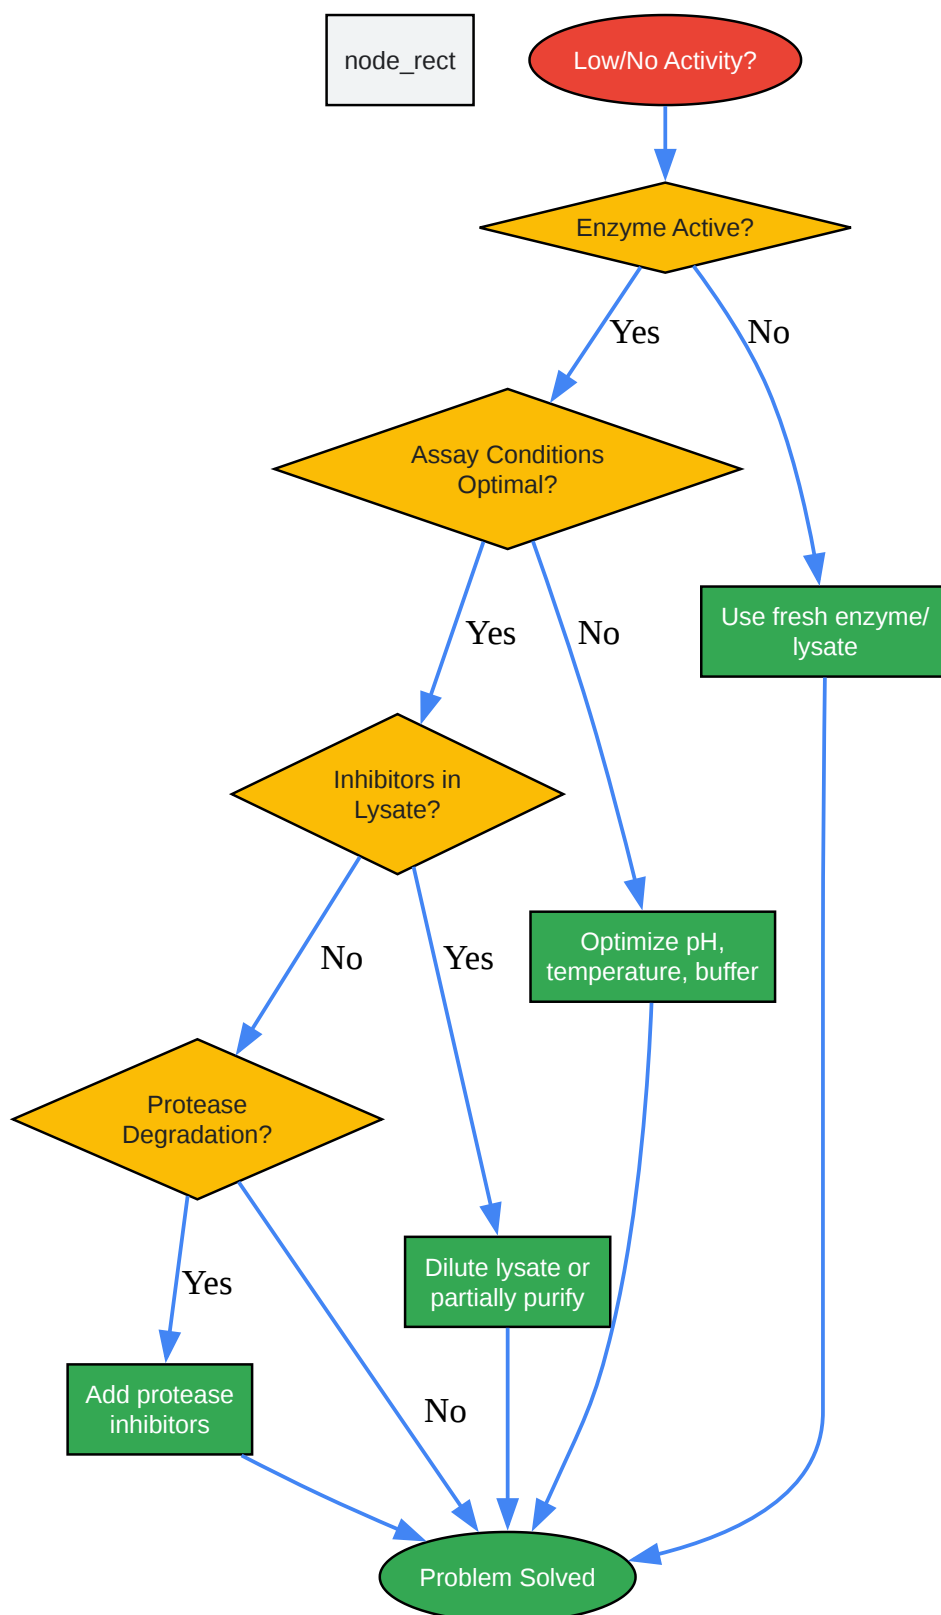 node_rect
Low/No Activity?
Enzyme Active?
Yes
No
Assay Conditions
Optimal?
Yes
No
Use fresh enzyme/
lysate
Inhibitors in
Lysate?
No
Yes
Optimize pH,
temperature, buffer
Protease
Degradation?
Yes
Dilute lysate or
partially purify
Add protease
inhibitors
No
Problem Solved